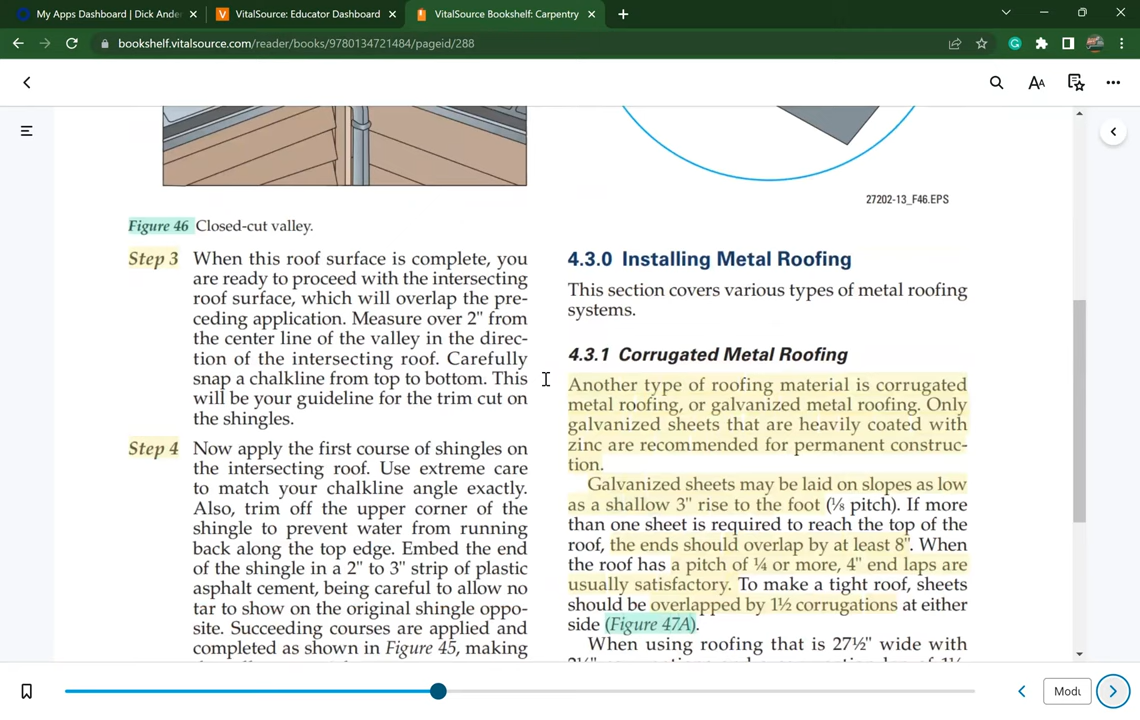 My Apps Dashboard | Dick Ander
VitalSource: Educator Dashboard
VitalSource Bookshelf: Carpentry
bookshelf.vitalsource.com/reader/books/9780134721484/pageid/288
AA
27202-13_F46.EPS
Figure 46 Closed-cut valley.
Step 3 When this roof surface is complete, you
are ready to proceed with the intersecting
roof surface, which will overlap the pre-
ceding application. Measure over 2" from
the center line of the valley in the direc-
tion of the intersecting roof. Carefully
snap a chalkline from top to bottom. This
will be your guideline for the trim cut on
the shingles.
Step 4 Now apply the first course of shingles on
the intersecting roof. Use extreme care
to match your chalkline angle exactly.
Also, trim off the upper corner of the
shingle to prevent water from running
back along the top edge. Embed the end
of the shingle in a 2" to 3" strip of plastic
asphalt cement, being careful to allow no
tar to show on the original shingle oppo-
site. Succeeding courses are applied and
completed as shown in Figure 45, making
4.3.0 Installing Metal Roofing
This section covers various types of metal roofing
systems.
4.3.1 Corrugated Metal Roofing
Another type of roofing material is corrugated
metal roofing, or galvanized metal roofing. Only
galvanized sheets that are heavily coated with
zinc are recommended for permanent construc-
tion.
Galvanized sheets may be laid on slopes as low
as a shallow 3" rise to the foot (⅛ pitch). If more
than one sheet is required to reach the top of the
roof, the ends should overlap by at least 8". When
the roof has a pitch of ¼ or more, 4" end laps are
usually satisfactory. To make a tight roof, sheets
should be overlapped by 1½ corrugations at either
side (Figure 47A).
When using roofing that is 27½" wide with
Modu